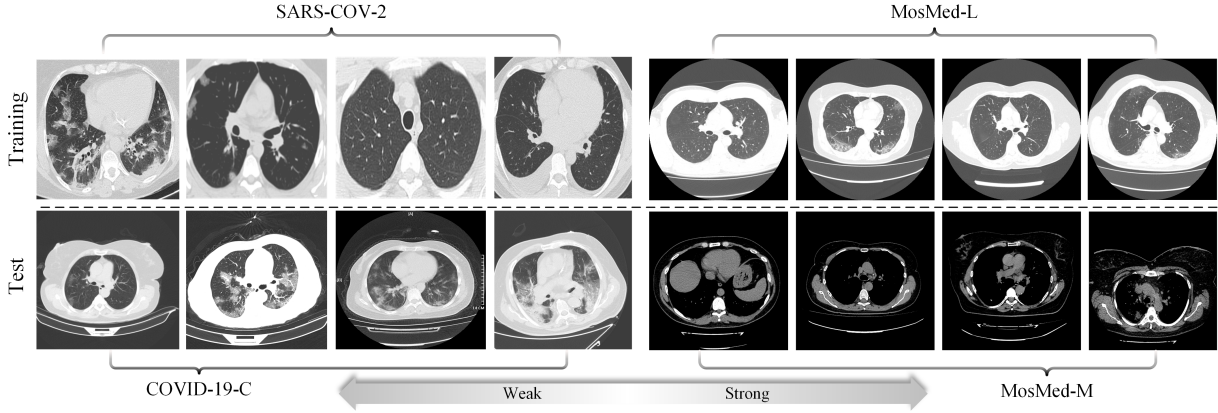 SARS-COV-2
MosMed-L
Training
Test
COVID-19-C
Weak
Strong
MosMed-M